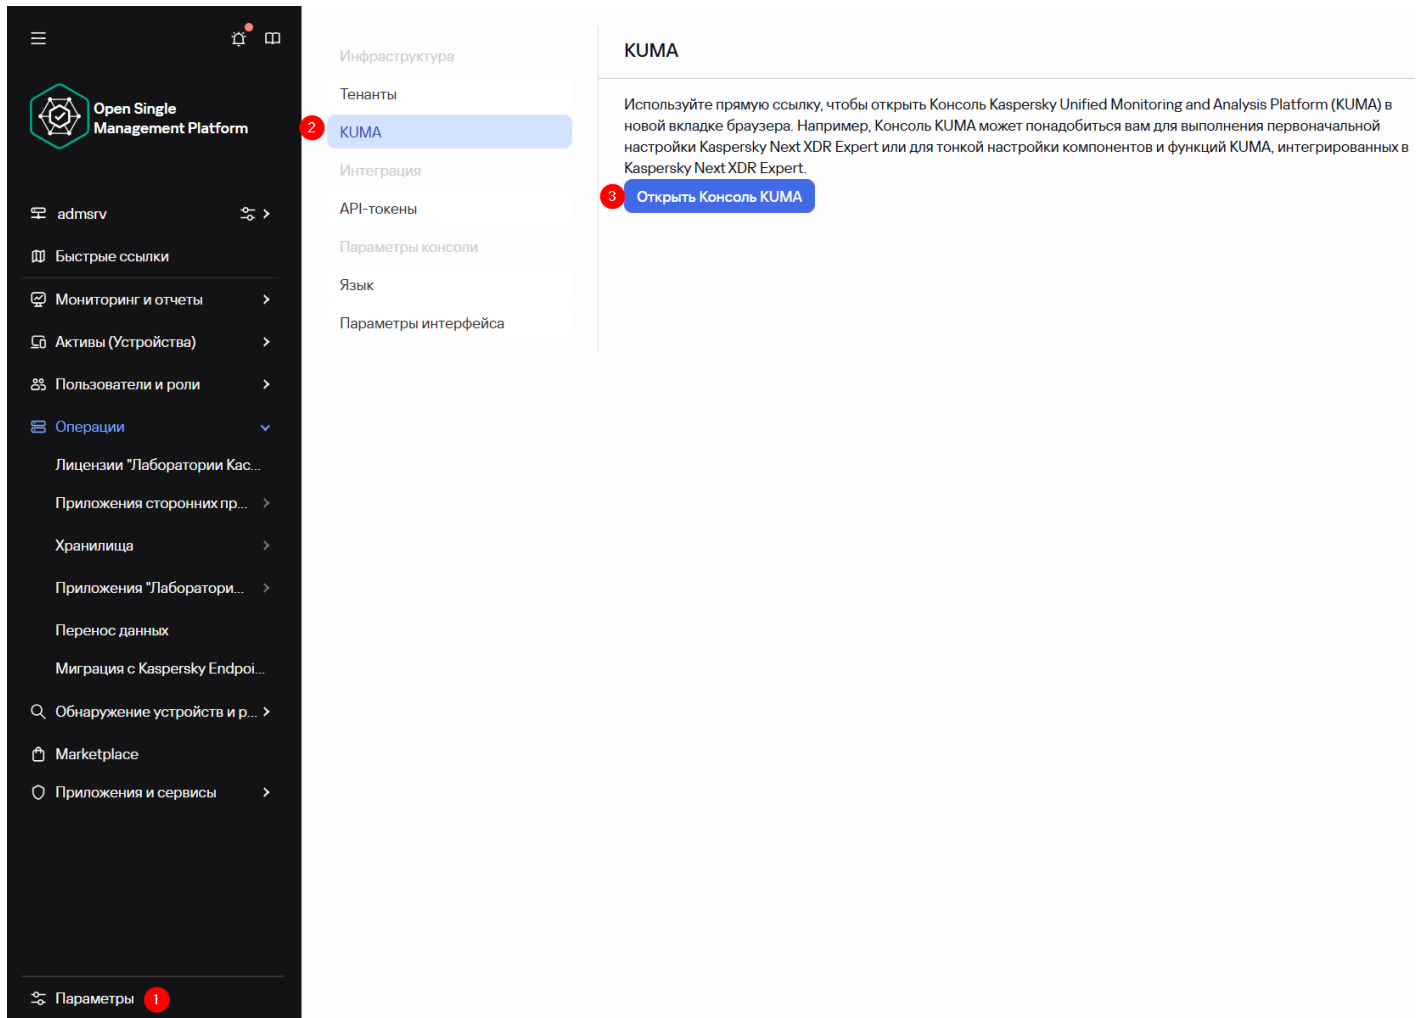 Open Single
Management Platform
admsrv
Быстрые ссылки
Мониторинг и отчеты
Активы (Устройства)
Пользователи и роли
Операции
Лицензии "Лаборатории Кас...
Приложения сторонних пр...
Хранилища
Приложения "Лаборатори...
Перенос данных
Миграция с Kaspersky Endpoi...
Обнаружение устройств и р...
Marketplace
Приложения и сервисы
Параметры 1
Инфраструктура
Тенанты
2 KUMA
Интеграция
API-токены
Параметры консоли
Язык
Параметры интерфейса
KUMA
Используйте прямую ссылку, чтобы открыть Консоль Kaspersky Unified Monitoring and Analysis Platform (KUMA) в
новой вкладке браузера. Например, Консоль KUMA может понадобиться вам для выполнения первоначальной
настройки Kaspersky Next XDR Expert или для тонкой настройки компонентов и функций KUMA, интегрированных в
Kaspersky Next XDR Expert.
3 Открыть Консоль KUMA